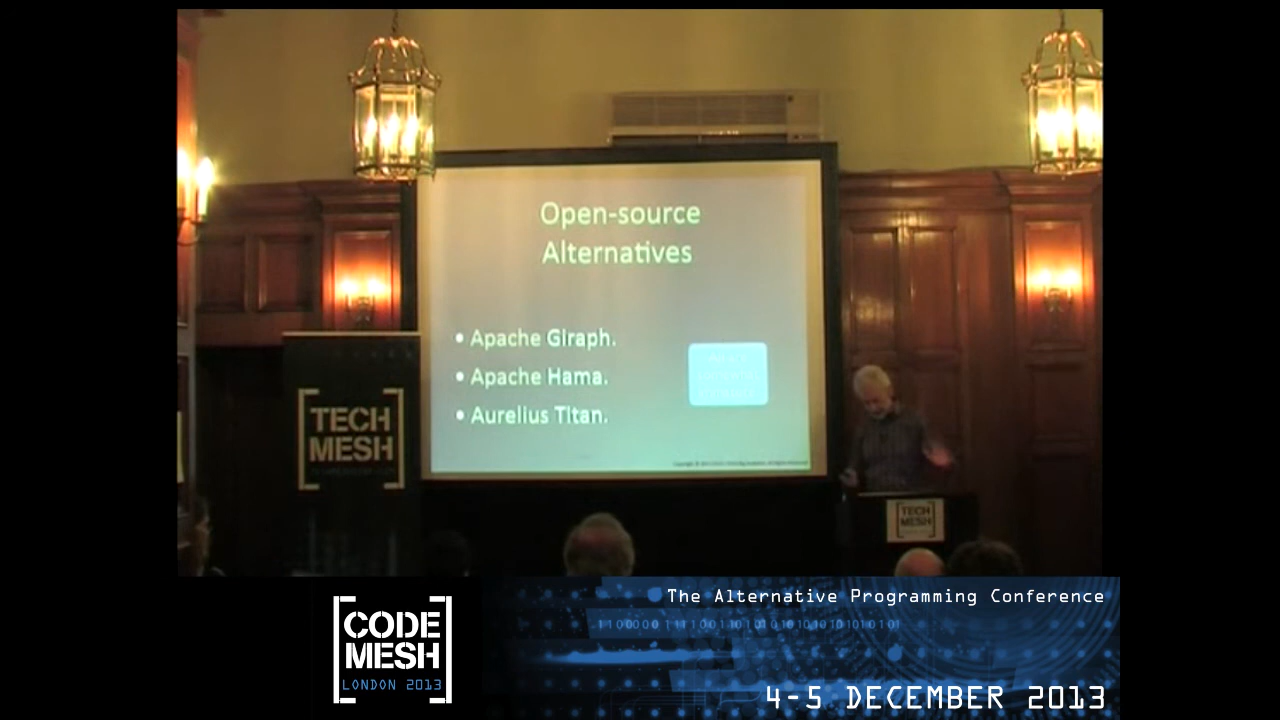 Open-source
Alternatives
• Apache Giraph.
• Apache Hama.
• Aurelius Titan.
TECH
MESH
TECH
MESH
The Alternative Programming Conference
CODE
MESH
LONDON 2013
4-5 DECEMBER 2013